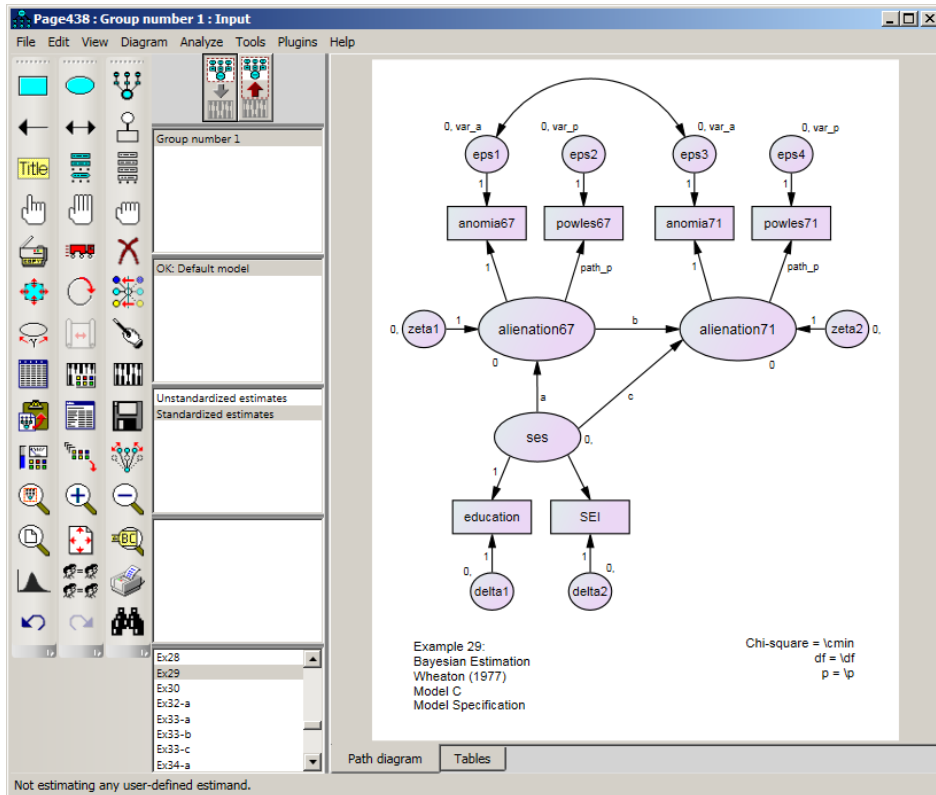 Page438 : Group number 1 : Input
File Edit View Diagram Analyze Tools Plugins Help
Title
Group number 1
OK: Default model
Unstandardized estimates
Standardized estimates
Ex28
Ex29
Ex30
Ex32-a
Ex33-a
Ex33-b
Ex33-c
Ex34-a
0, var_a
0, var_p
0, var_a
0, var_p
eps1
eps2
eps3
eps4
1
1
1
1
anomia67
powles67
anomia71
powles71
1
path_p
1
path_p
0,
zeta1
1
alienation67
b
alienation71
1
zeta2
0,
0
0
a
c
ses
0,
1
education
SEI
1
1
0,
0,
delta1
delta2
Example 29:
Bayesian Estimation
Wheaton (1977)
Model C
Model Specification
Chi-square = \cmin
df = \df
p = \p
Path diagram
Tables
Not estimating any user-defined estimand.